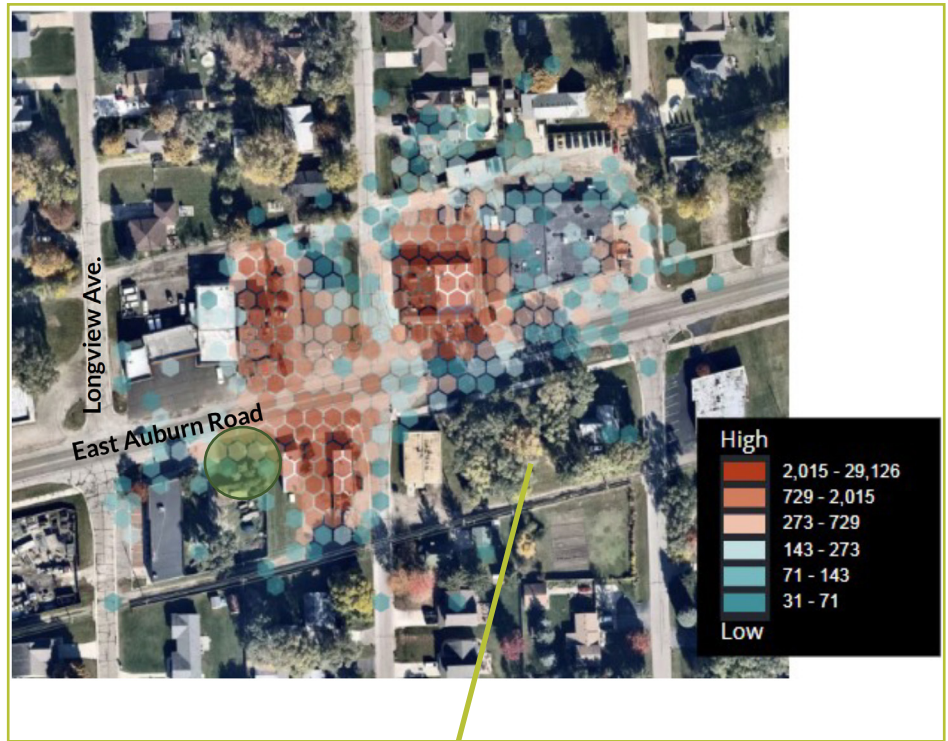 Longview Ave.
East Auburn Road
High
2,015 - 29,126
729 - 2,015
273 - 729
143 - 273
71 - 143
31 - 71
Low